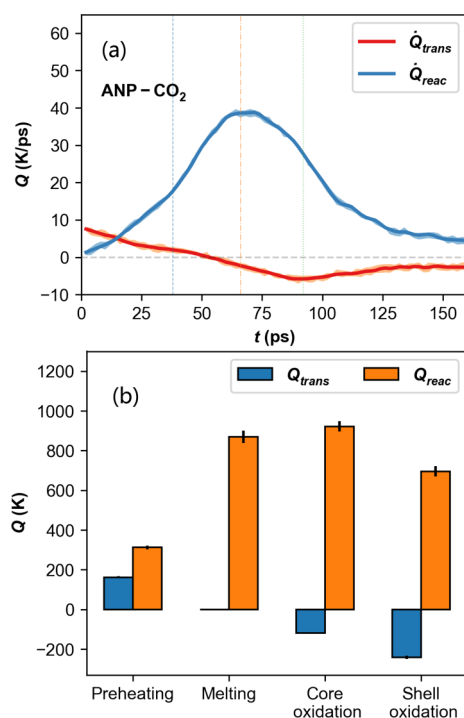 (a)
Q̇trans
Q̇reac
ANP – CO2
Q (K/ps)
60
50
40
30
20
10
0
−10
0 25 50 75 100 125 150
t (ps)
(b)
Qtrans Qreac
Q (K)
1200
1000
800
600
400
200
0
−200
Preheating Melting Core Shell
oxidation oxidation